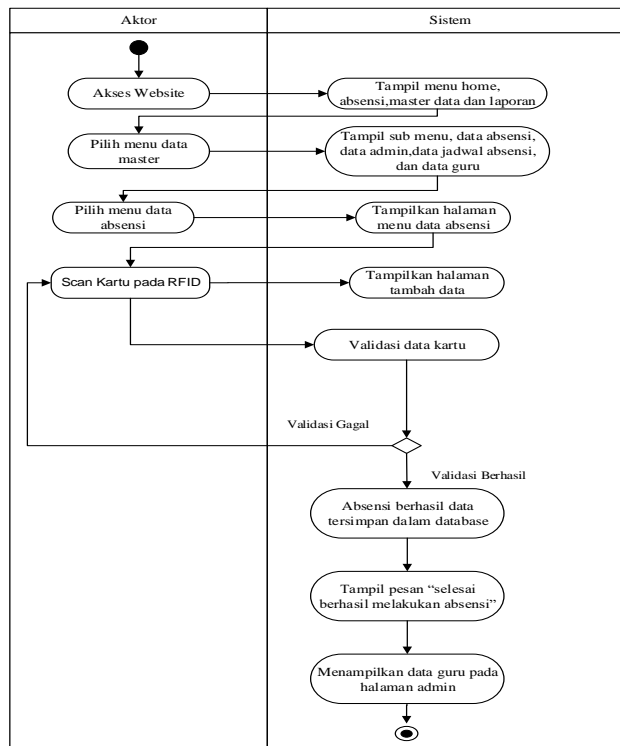 Aktor
Sistem
Akses Website
Tampil menu home,
absensi,master data dan laporan
Pilih menu data
master
Tampil sub menu, data absensi,
data admin,data jadwal absensi,
dan data guru
Pilih menu data
absensi
Tampilkan halaman
menu data absensi
Scan Kartu pada RFID
Tampilkan halaman
tambah data
Validasi data kartu
Validasi Gagal
Validasi Berhasil
Absensi berhasil data
tersimpan dalam database
Tampil pesan “selesai
berhasil melakukan absensi”
Menampilkan data guru pada
halaman admin